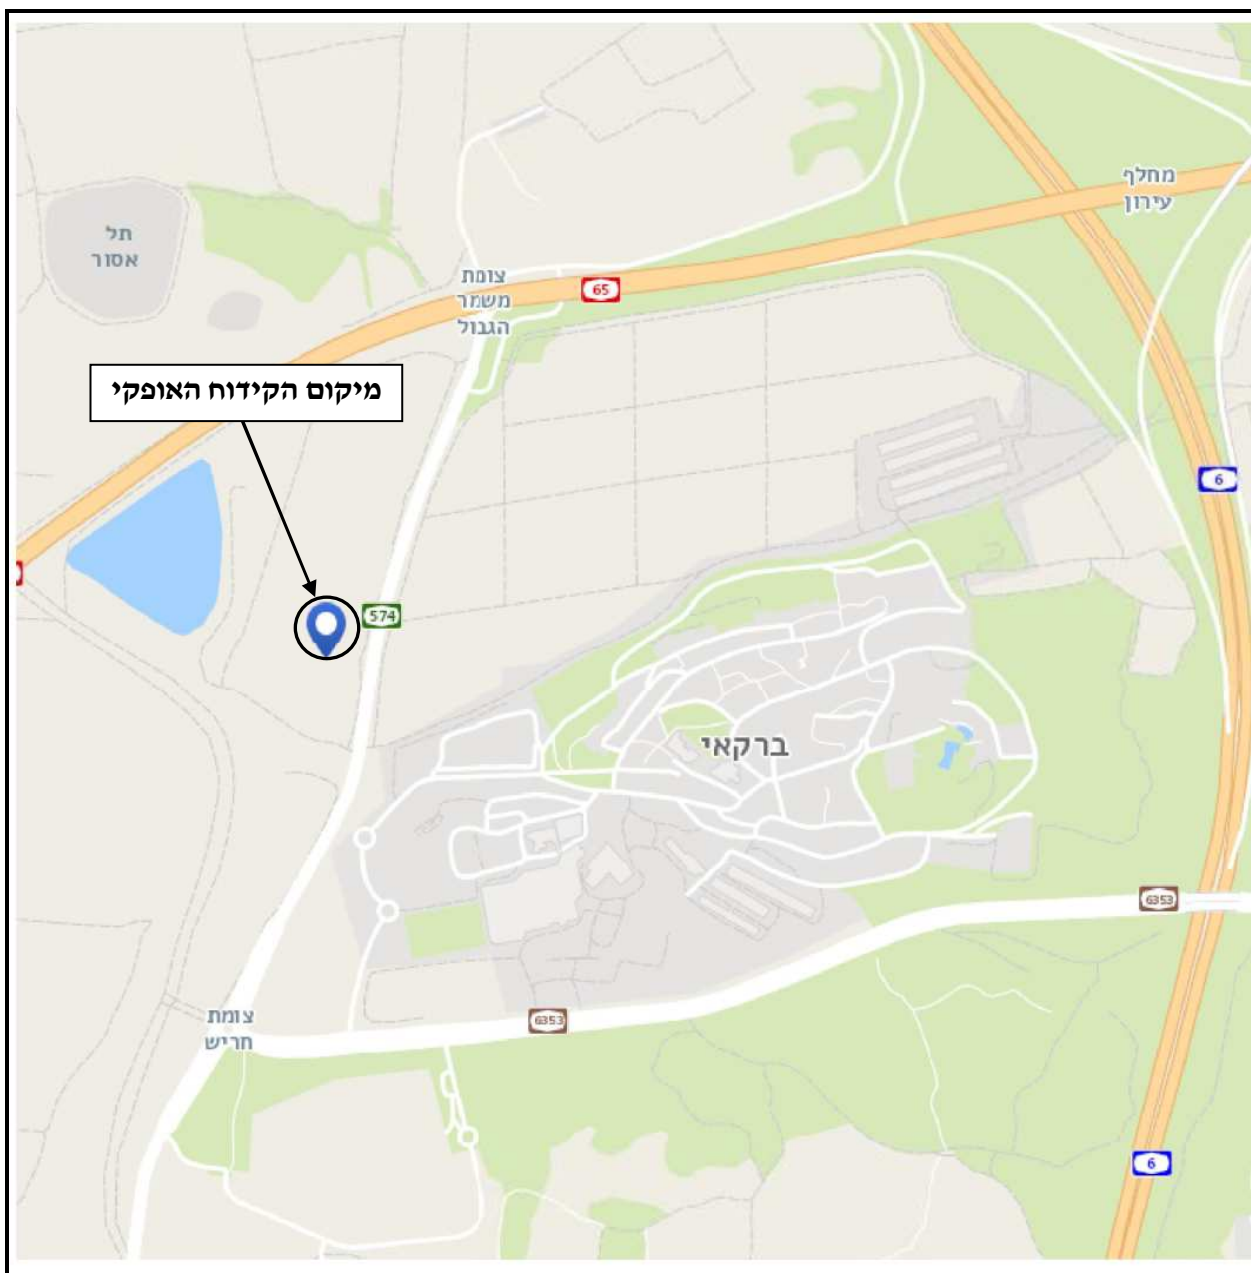 מחלף
עירון
תל
אסור
צומת
משמר
הגבול
65
מיקום הקידוח האופקי
6
574
ברקאי
6353
צומת
חריש
6353
6